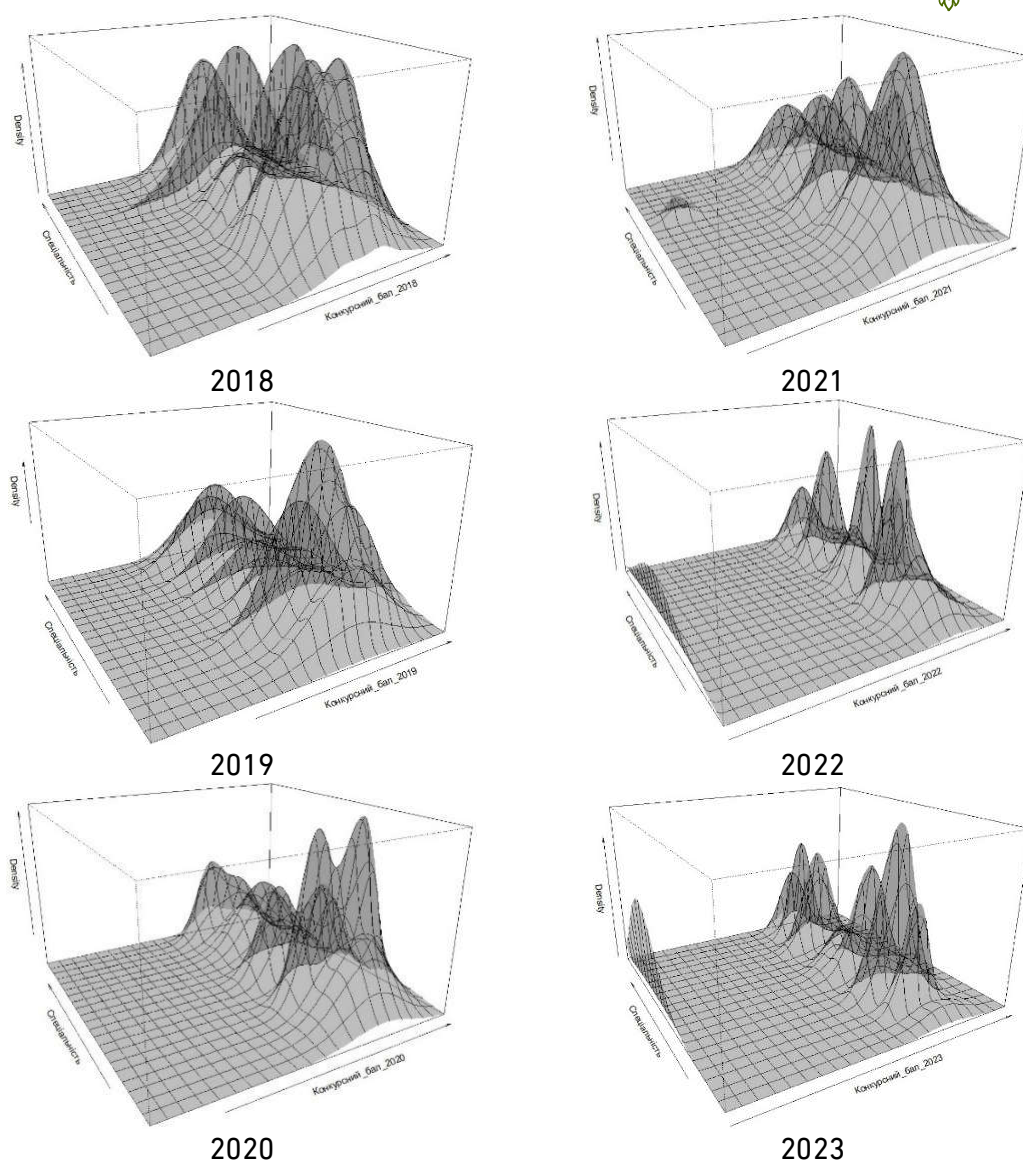 Density
Спеціальність
Конкурсний_бал_2018
2018
Density
Спеціальність
Конкурсний_бал_2021
2021
Density
Спеціальність
Конкурсний_бал_2019
2019
Density
Спеціальність
Конкурсний_бал_2022
2022
Density
Спеціальність
Конкурсний_бал_2020
2020
Density
Спеціальність
Конкурсний_бал_2023
2023